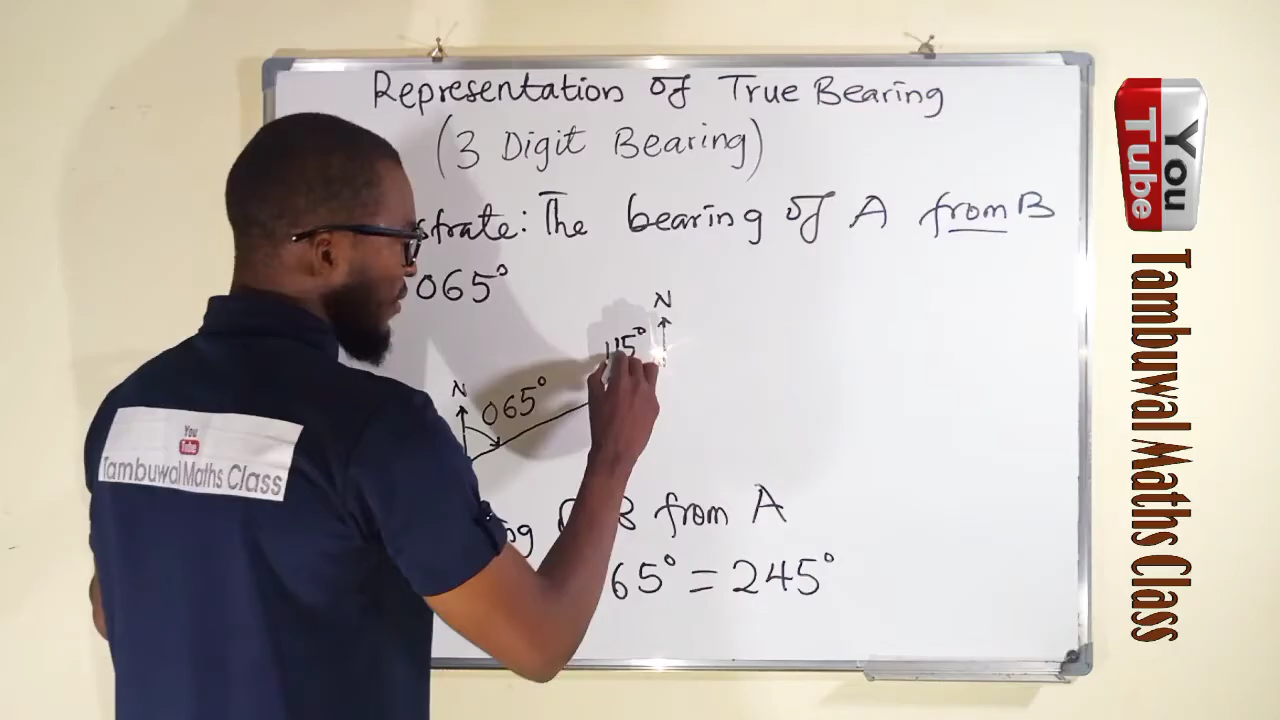 Representation of True Bearing
(3 Digit Bearing)
strate: The bearing of A from B
065°
N
115°
N
065°
from A
65° = 245°
You
Tube
Tambuwal Maths Class
You
Tube
Tambuwal Maths Class